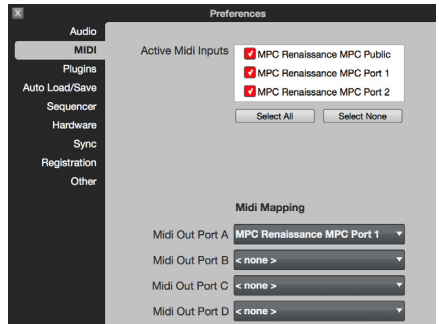 X Preferences
Audio
MIDI
Plugins
Auto Load/Save
Sequencer
Hardware
Sync
Registration
Other
Active Midi Inputs
MPC Renaissance MPC Public
MPC Renaissance MPC Port 1
MPC Renaissance MPC Port 2
Select All Select None
Midi Mapping
Midi Out Port A MPC Renaissance MPC Port 1
Midi Out Port B < none >
Midi Out Port C < none >
Midi Out Port D < none >